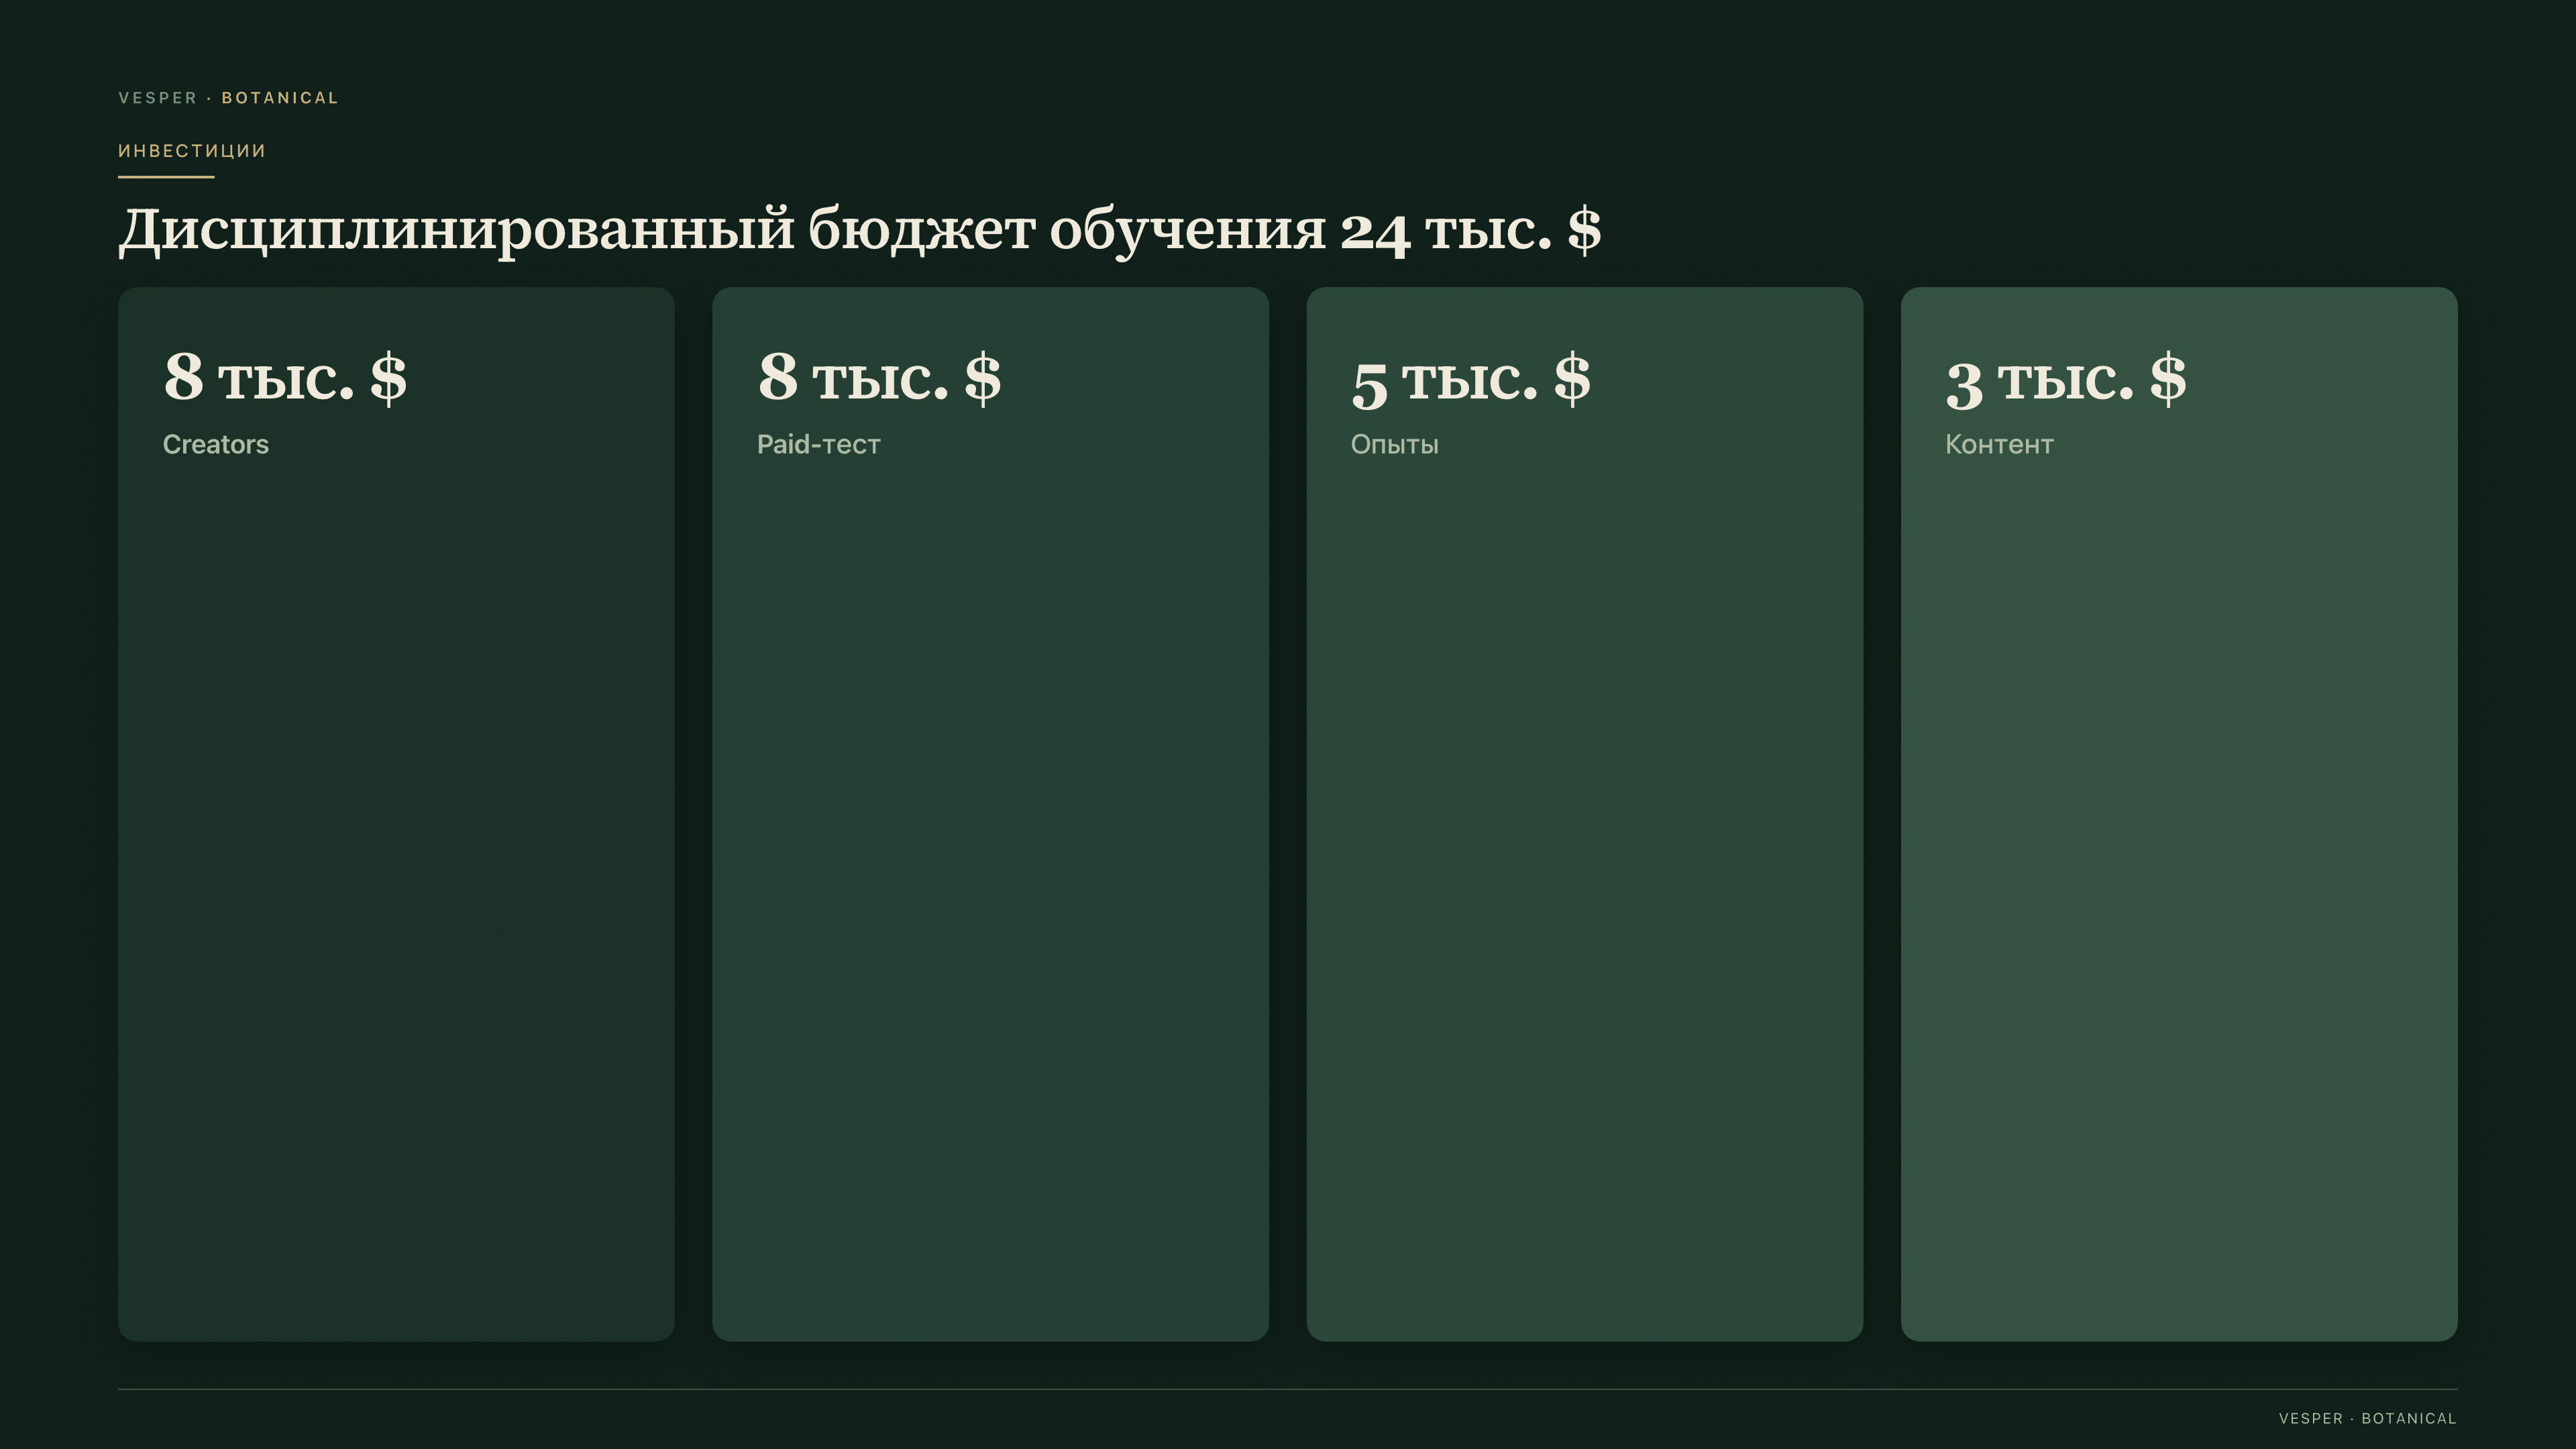 VESPER · BOTANICAL
ИНВЕСТИЦИИ
Дисциплинированный бюджет обучения 24 тыс. $
8 тыс. $
Creators
8 тыс. $
Paid-тест
5 тыс. $
Опыты
3 тыс. $
Контент
VESPER · BOTANICAL